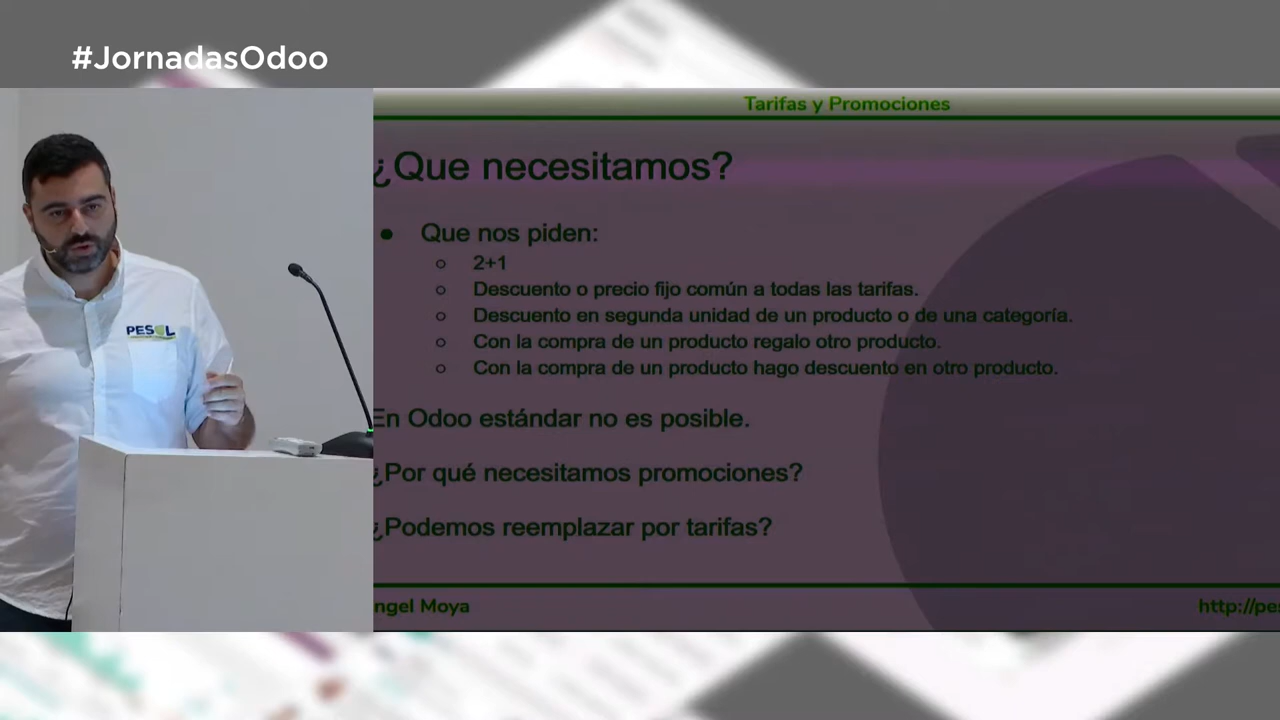 #JornadasOdoo
Tarifas y Promociones
¿Que necesitamos?
Que nos piden:
2+1
Descuento o precio fijo común a todas las tarifas.
Descuento en segunda unidad de un producto o de una categoría.
Con la compra de un producto regalo otro producto.
Con la compra de un producto hago descuento en otro producto.
En Odoo estándar no es posible.
¿Por qué necesitamos promociones?
¿Podemos reemplazar por tarifas?
ngel Moya
http://pes
PESOL